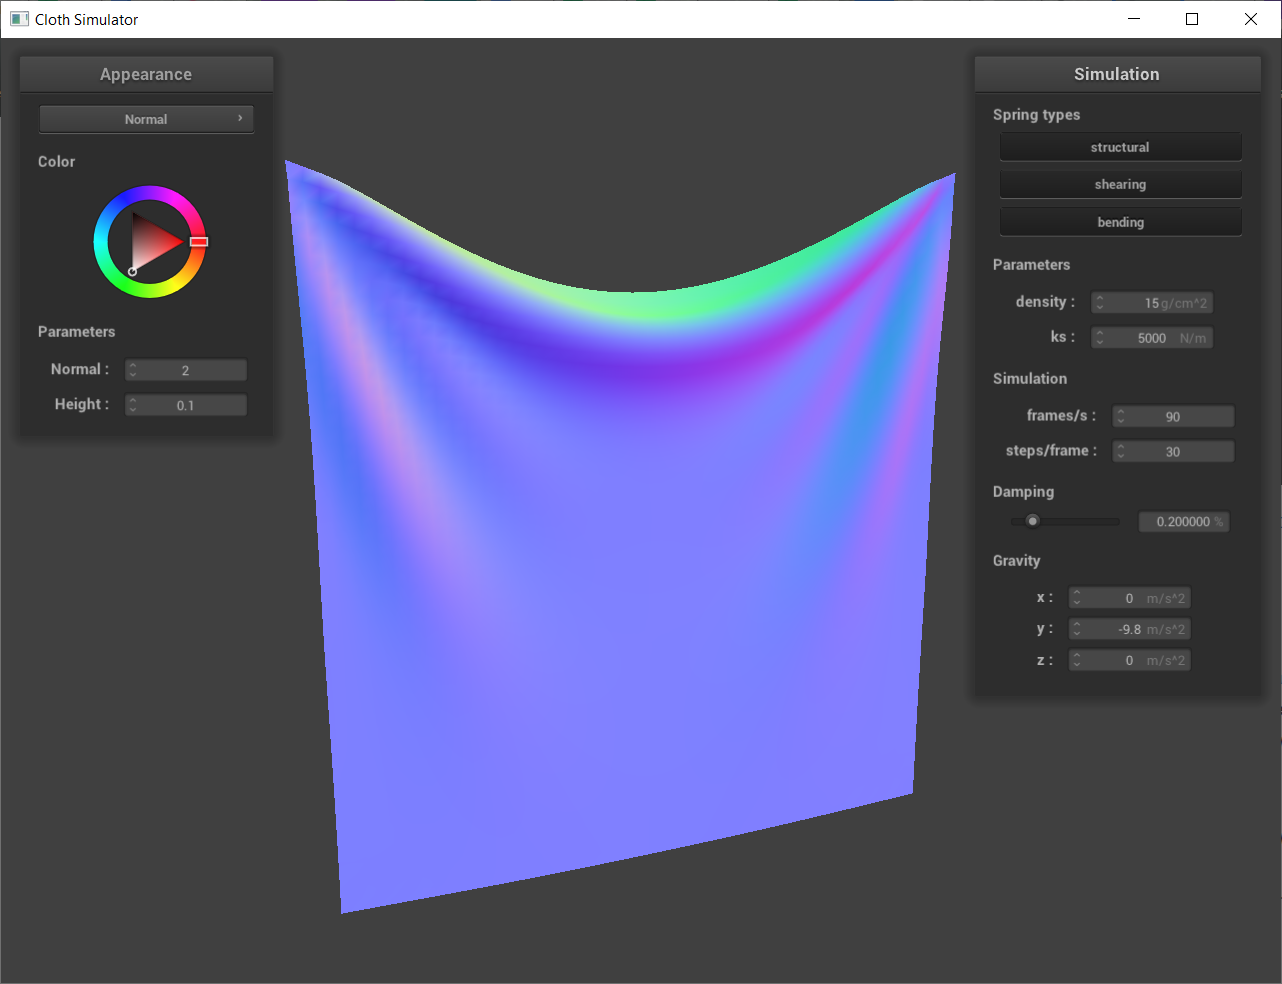 Cloth Simulator
Appearance
Normal
Color
Parameters
Normal : 2
Height : 0.1
Simulation
Spring types
structural
shearing
bending
Parameters
density : 15 g/cm^2
ks : 5000 N/m
Simulation
frames/s : 90
steps/frame : 30
Damping
0.200000 %
Gravity
x : 0 m/s^2
y : -9.8 m/s^2
z : 0 m/s^2